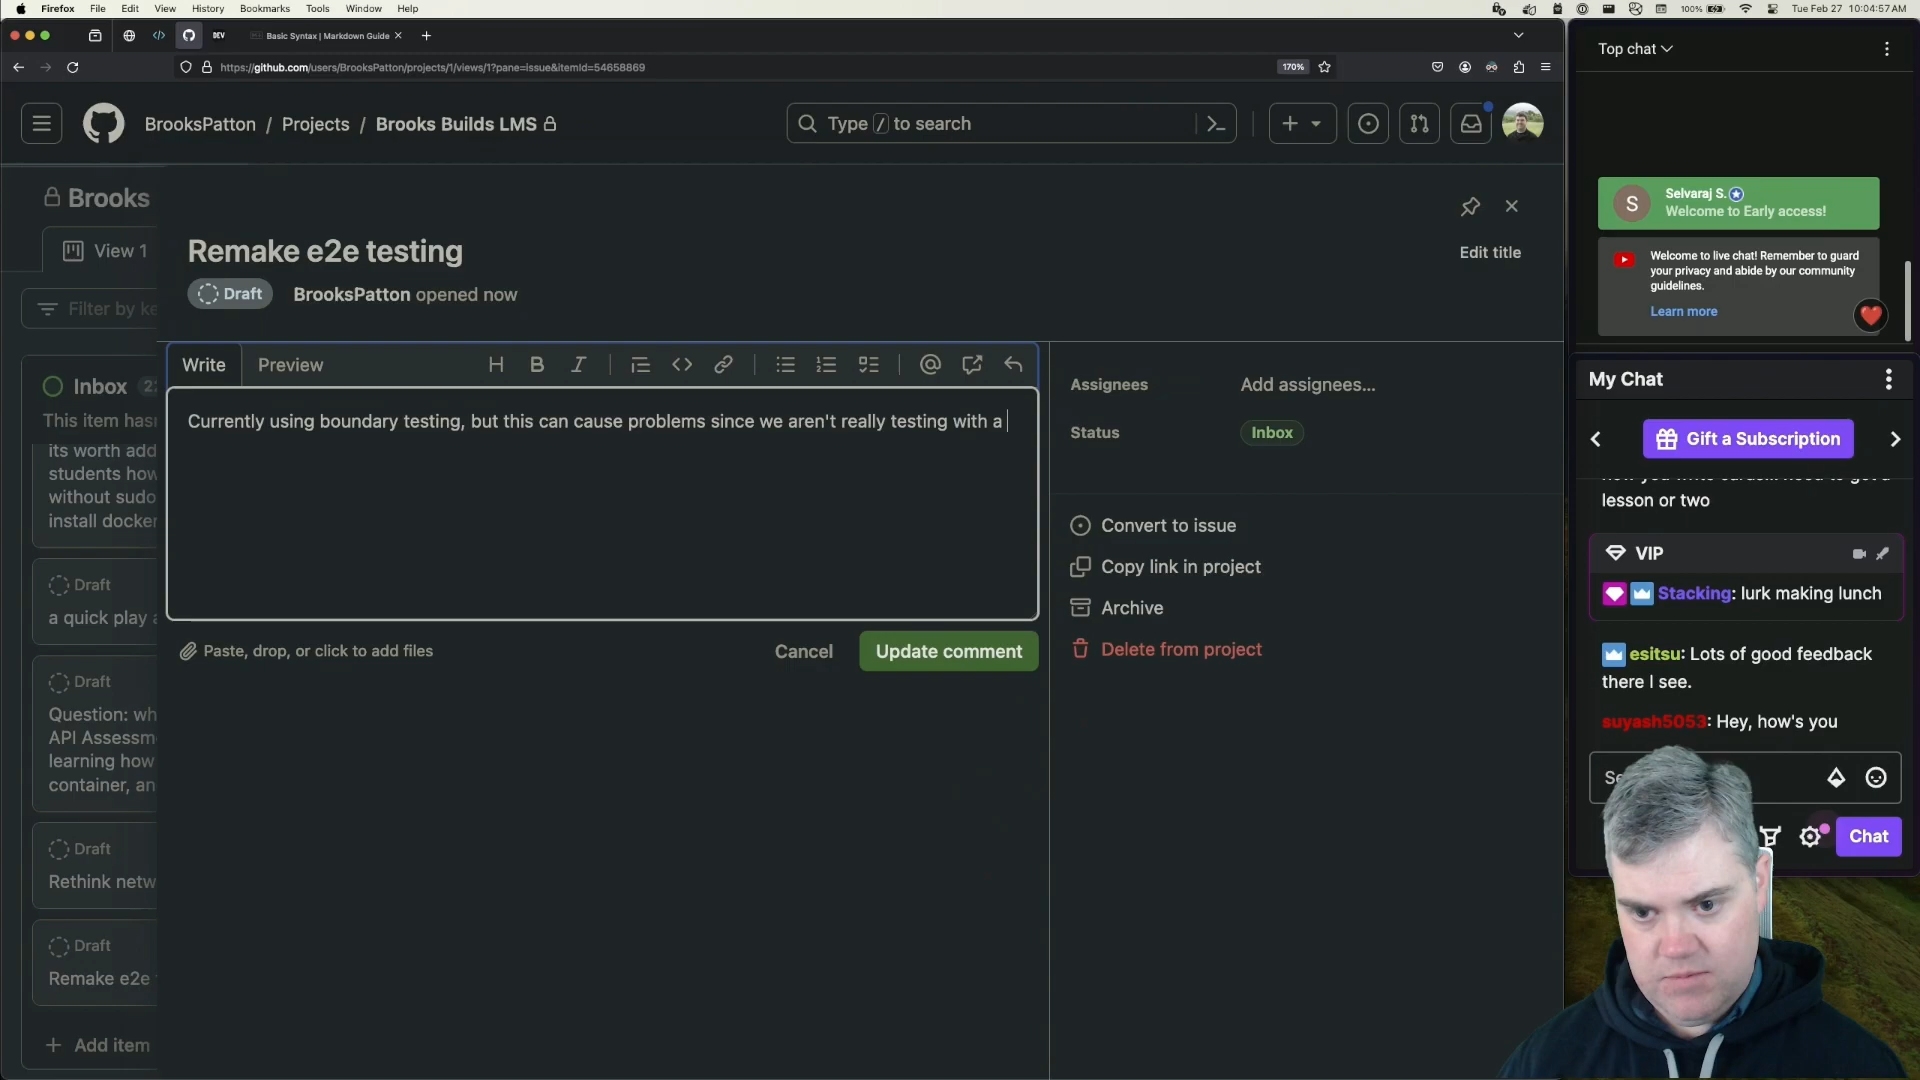 Firefox File Edit View History Bookmarks Tools Window Help
100% Tue Feb 27 10:04:57 AM
DEV Basic Syntax | Markdown Guide
https://github.com/users/BrooksPatton/projects/1/views/1?pane=issue&itemId=54658869
170%
BrooksPatton / Projects / Brooks Builds LMS
Type / to search
Brooks
View 1
Filter by ke
Inbox
This item has
its worth add
students how
without sudo
install docker
Draft
a quick play a
Draft
Question: wh
API Assessm
learning how
container, an
Draft
Rethink netw
Draft
Remake e2e
Add item
Remake e2e testing
Edit title
Draft BrooksPatton opened now
Write Preview
Currently using boundary testing, but this can cause problems since we aren't really testing with a
Paste, drop, or click to add files
Cancel Update comment
Assignees Add assignees...
Status Inbox
Convert to issue
Copy link in project
Archive
Delete from project
Top chat
S
Selvaraj S.
Welcome to Early access!
Welcome to live chat! Remember to guard
your privacy and abide by our community
guidelines.
Learn more
My Chat
Gift a Subscription
lesson or two
VIP
Stacking: lurk making lunch
esitsu: Lots of good feedback
there I see.
suyash5053: Hey, how's you
Chat